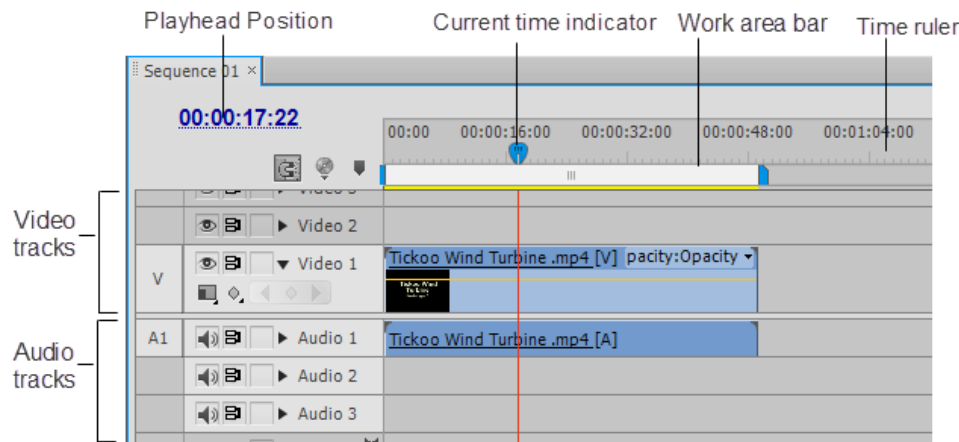 Playhead Position
Current time indicator
Work area bar
Time ruler
Sequence 01 ×
00:00:17:22
00:00 00:00:16:00 00:00:32:00 00:00:48:00 00:01:04:00
Video tracks
Video 2
V
Video 1
Tickoo Wind Turbine .mp4 [V] pacity:Opacity
Tickoo Wind
Turbine
Audio tracks
A1
Audio 1
Tickoo Wind Turbine .mp4 [A]
Audio 2
Audio 3